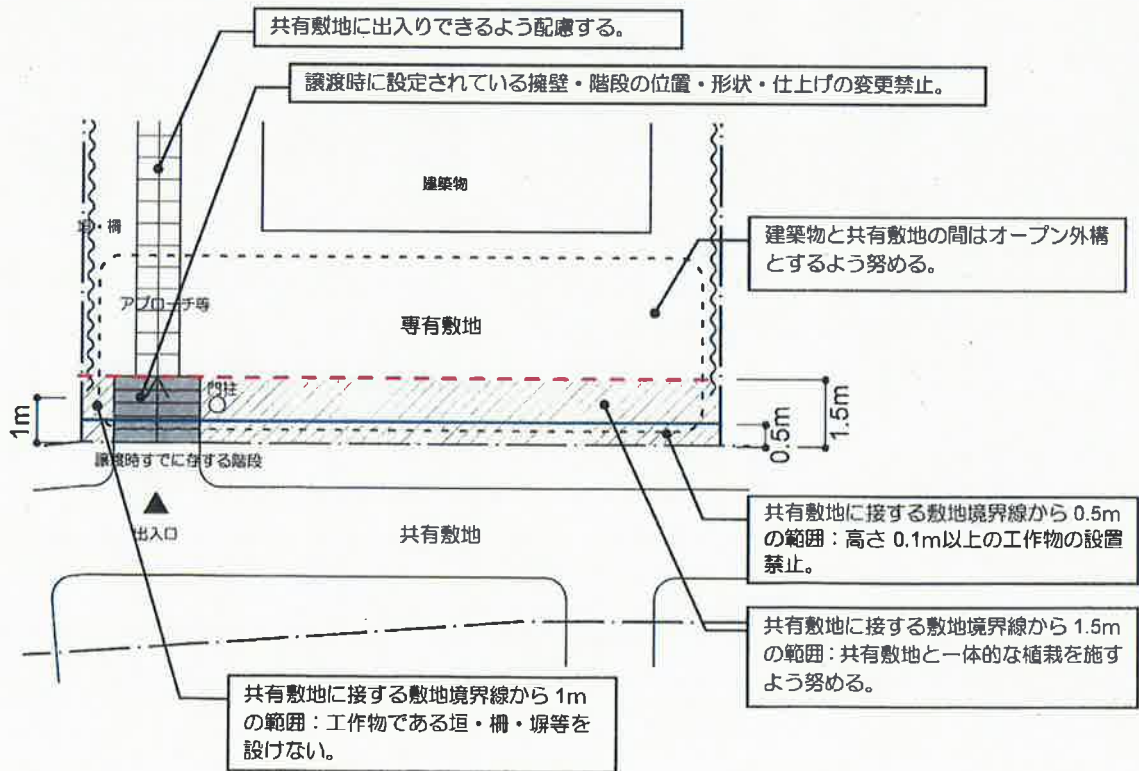 共有敷地に出入りできるよう配慮する。
譲渡時に設定されている擁壁・階段の位置・形状・仕上げの変更禁止。
建築物
・柵
建築物と共有敷地の間はオープン外構
とするよう努める。
アプローチ等
専有敷地
門柱
1m
0.5m
1.5m
譲渡時すでに存する階段
出入口
共有敷地
共有敷地に接する敷地境界線から 0.5m
の範囲：高さ 0.1m以上の工作物の設置
禁止。
共有敷地に接する敷地境界線から 1.5m
の範囲：共有敷地と一体的な植栽を施す
よう努める。
共有敷地に接する敷地境界線から 1m
の範囲：工作物である垣・柵・塀等を
設けない。